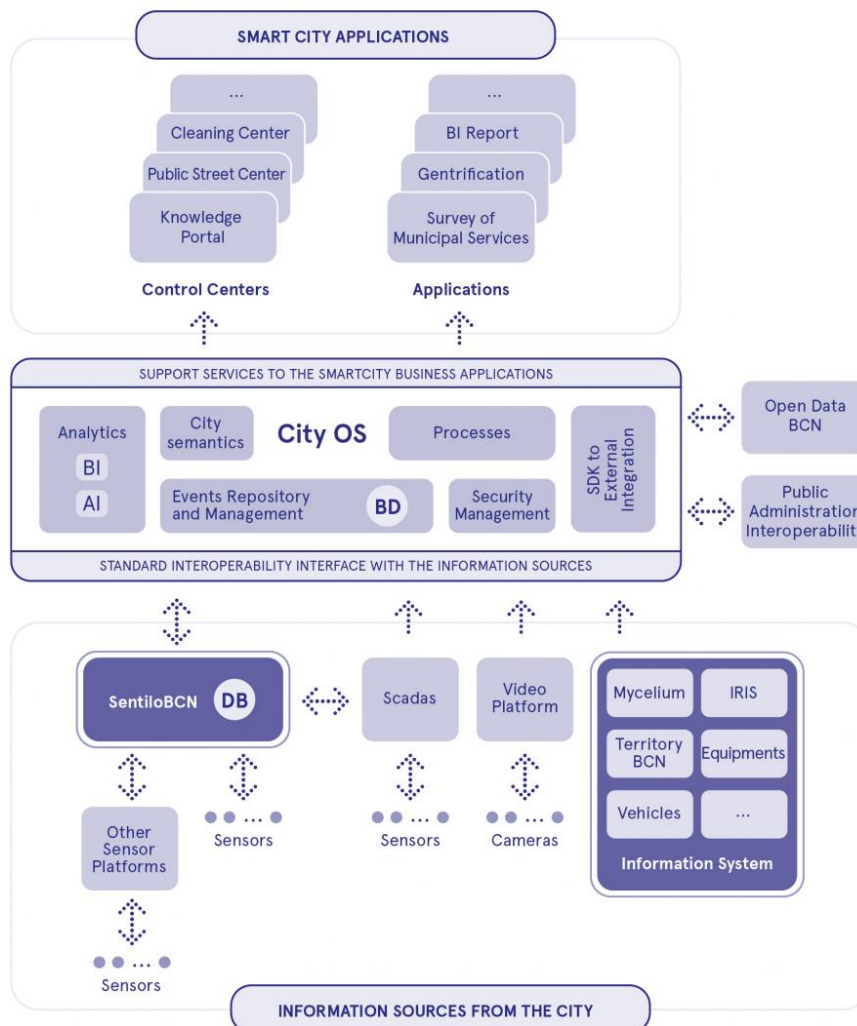 SMART CITY APPLICATIONS
...
Cleaning Center
Public Street Center
Knowledge
Portal
Control Centers
...
BI Report
Gentrification
Survey of
Municipal Services
Applications
SUPPORT SERVICES TO THE SMARTCITY BUSINESS APPLICATIONS
Analytics
BI
AI
City
semantics
City OS
Processes
Events Repository
and Management
BD
Security
Management
SDK to
External
Integration
STANDARD INTEROPERABILITY INTERFACE WITH THE INFORMATION SOURCES
Open Data
BCN
Public
Administration
Interoperabilit
SentiloBCN
DB
Scadas
Video
Platform
Mycelium
IRIS
Territory
BCN
Equipments
Vehicles
...
Information System
Other
Sensor
Platforms
...
Sensors
...
Sensors
...
Cameras
...
Sensors
INFORMATION SOURCES FROM THE CITY